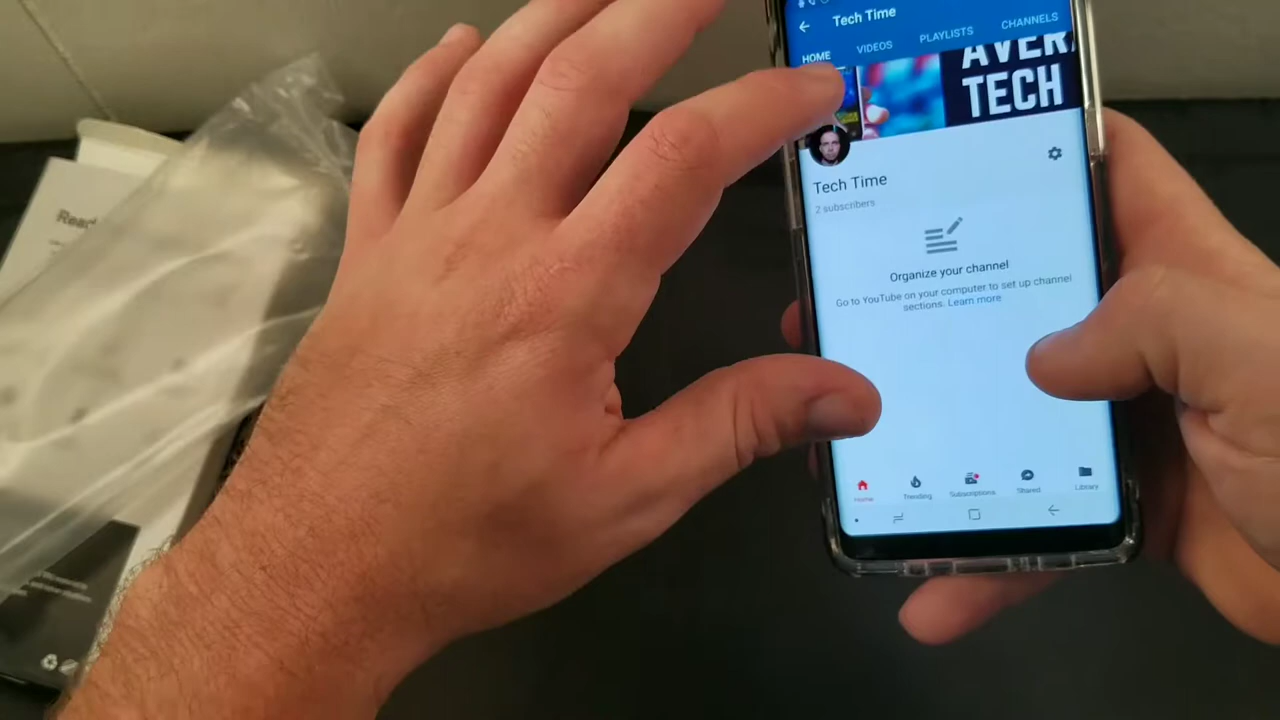 Tech Time
HOME VIDEOS PLAYLISTS CHANNELS
TECH
Tech Time
2 subscribers
Organize your channel
Go to YouTube on your computer to set up channel
sections. Learn more
Home Trending Subscriptions Shared Library
Read